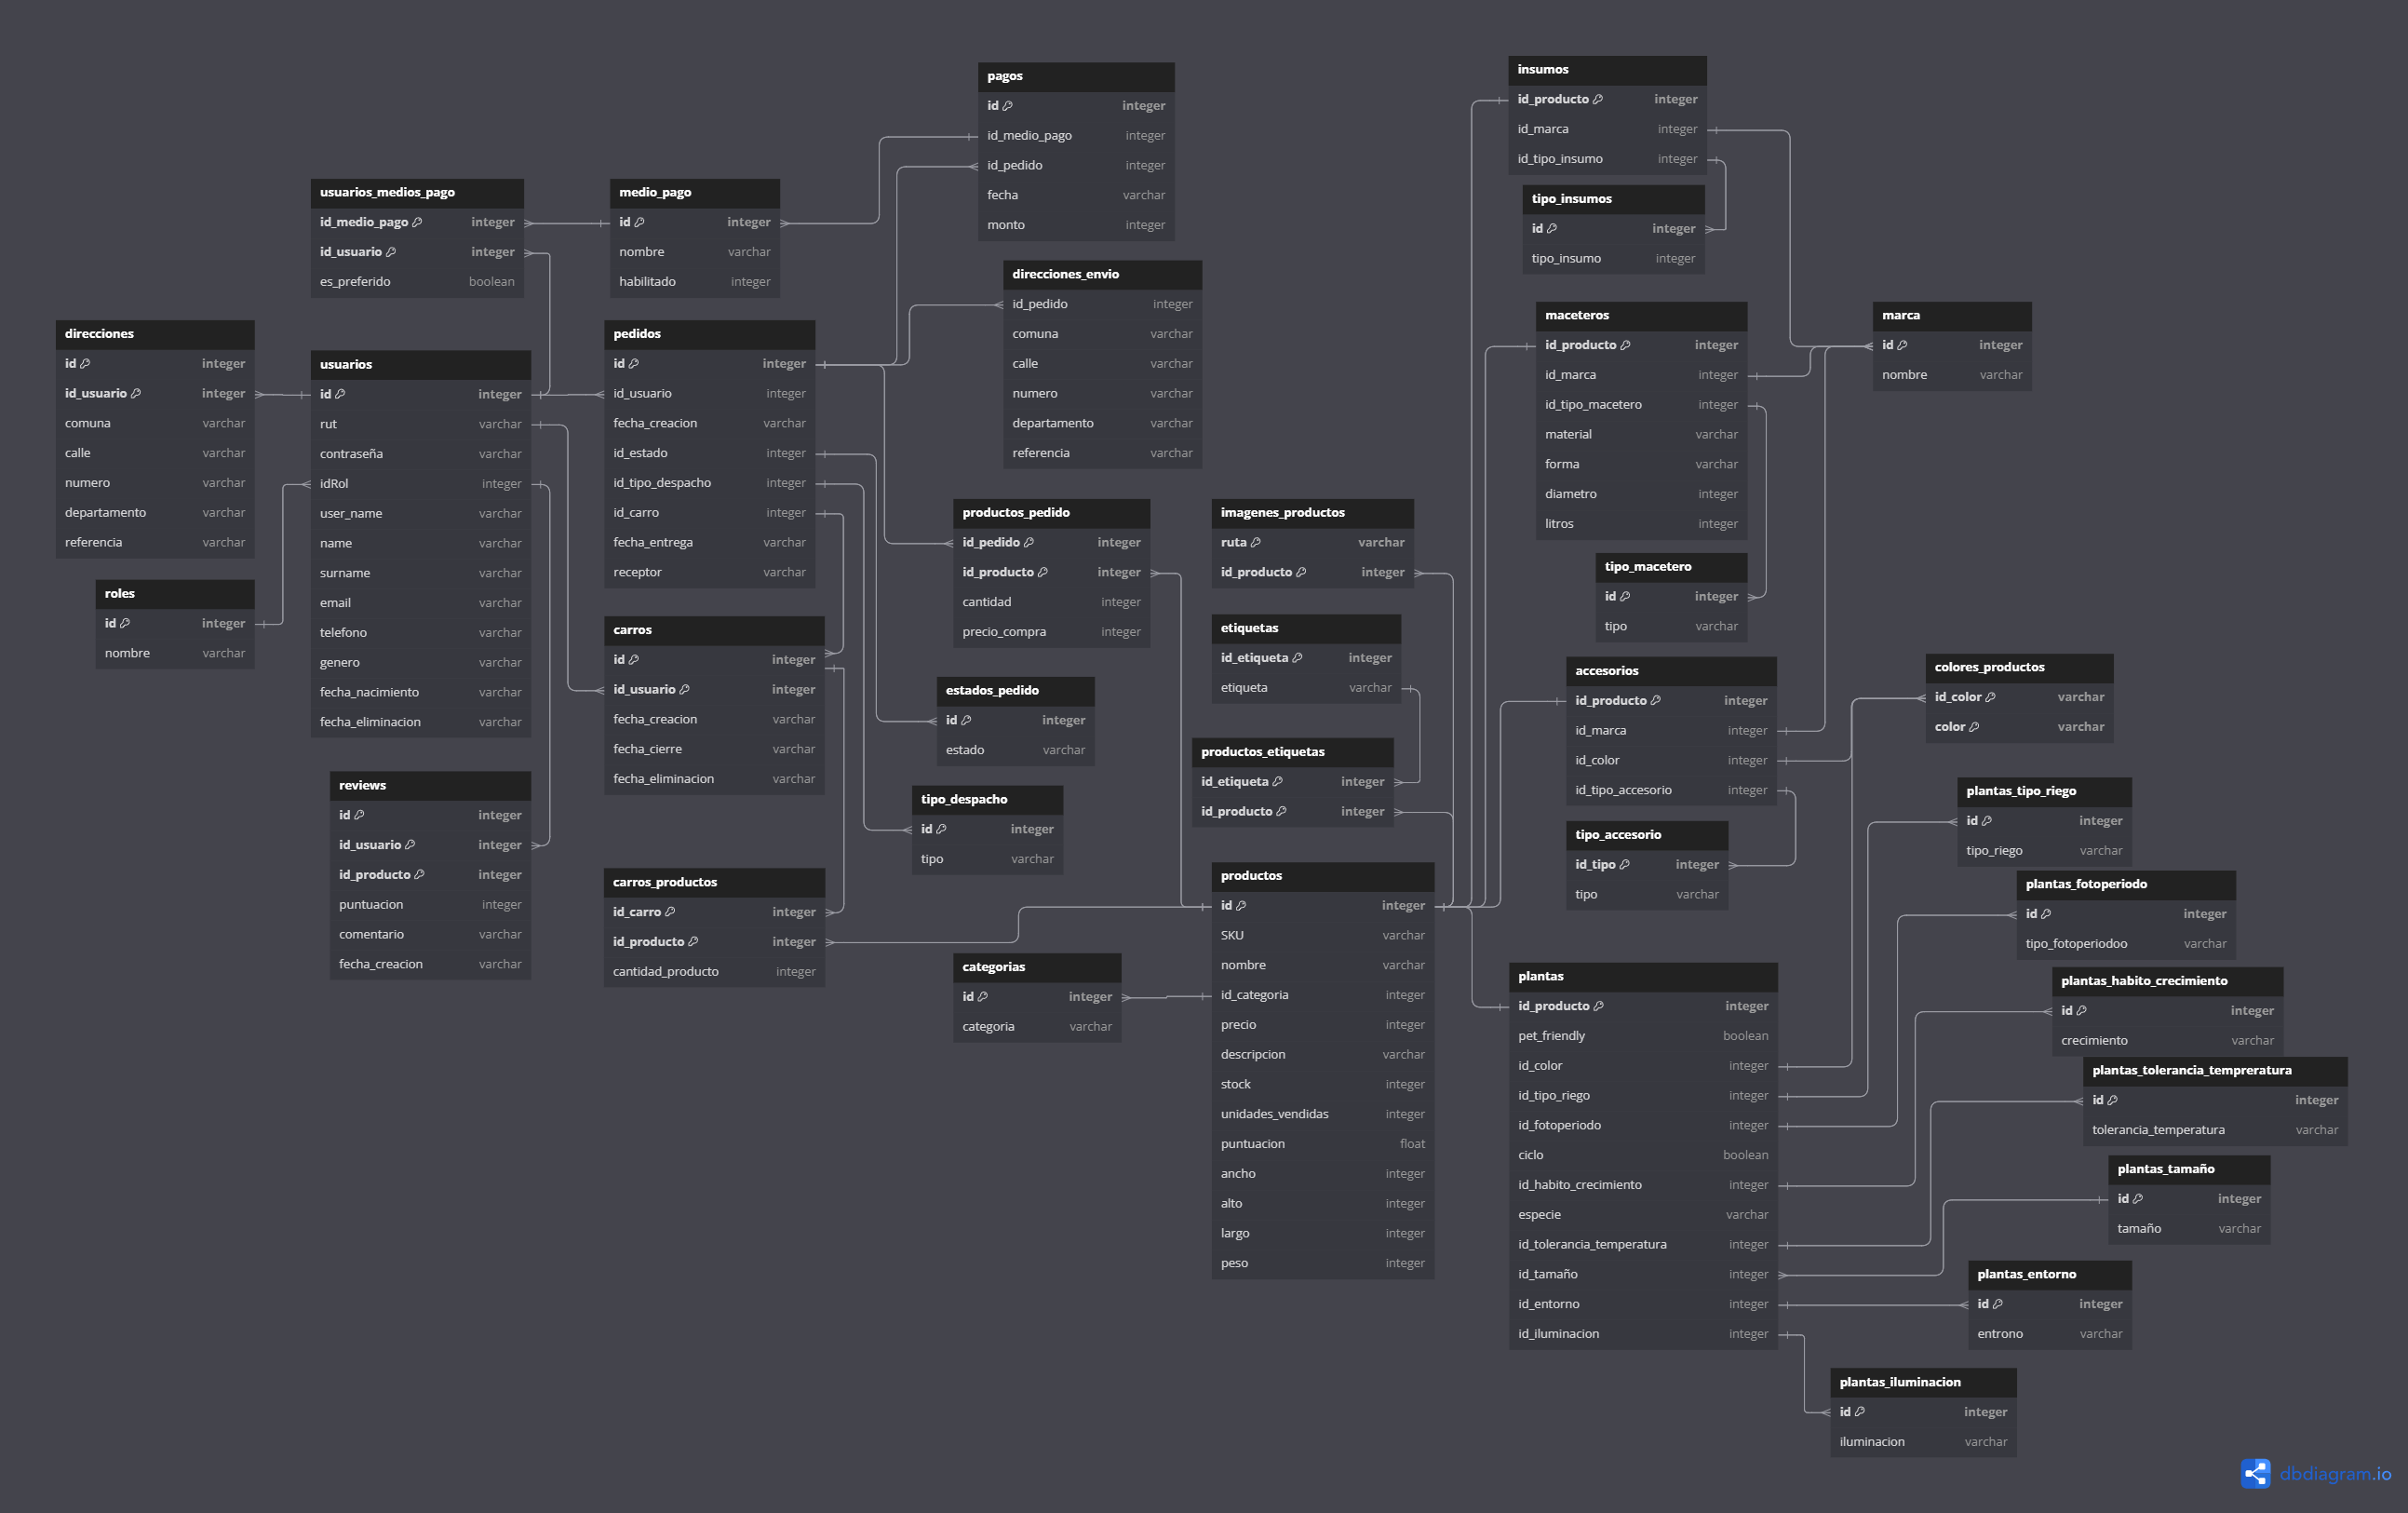 pagos
id integer
id_medio_pago integer
id_pedido integer
fecha varchar
monto integer
insumos
id_producto integer
id_marca integer
id_tipo_insumo integer
tipo_insumos
id integer
tipo_insumo integer
usuarios_medios_pago
id_medio_pago integer
id_usuario integer
es_preferido boolean
medio_pago
id integer
nombre varchar
habilitado integer
direcciones_envio
id_pedido integer
comuna varchar
calle varchar
numero varchar
departamento varchar
referencia varchar
maceteros
id_producto integer
id_marca integer
id_tipo_macetero integer
material varchar
forma varchar
diametro integer
litros integer
marca
id integer
nombre varchar
direcciones
id integer
id_usuario integer
comuna varchar
calle varchar
numero varchar
departamento varchar
referencia varchar
usuarios
id integer
rut varchar
contraseña varchar
idRol integer
user_name varchar
name varchar
surname varchar
email varchar
telefono varchar
genero varchar
fecha_nacimiento varchar
fecha_eliminacion varchar
pedidos
id integer
id_usuario integer
fecha_creacion varchar
id_estado integer
id_tipo_despacho integer
id_carro integer
fecha_entrega varchar
receptor varchar
productos_pedido
id_pedido integer
id_producto integer
cantidad integer
precio_compra integer
imagenes_productos
ruta varchar
id_producto integer
tipo_macetero
id integer
tipo varchar
roles
id integer
nombre varchar
carros
id integer
id_usuario integer
fecha_creacion varchar
fecha_cierre varchar
fecha_eliminacion varchar
etiquetas
id_etiqueta integer
etiqueta varchar
accesorios
id_producto integer
id_marca integer
id_color integer
id_tipo_accesorio integer
colores_productos
id_color varchar
color varchar
estados_pedido
id integer
estado varchar
productos_etiquetas
id_etiqueta integer
id_producto integer
reviews
id integer
id_usuario integer
id_producto integer
puntuacion integer
comentario varchar
fecha_creacion varchar
tipo_despacho
id integer
tipo varchar
tipo_accesorio
id_tipo integer
tipo varchar
plantas_tipo_riego
id integer
tipo_riego varchar
carros_productos
id_carro integer
id_producto integer
cantidad_producto integer
productos
id integer
SKU varchar
nombre varchar
id_categoria integer
precio integer
descripcion varchar
stock integer
unidades_vendidas integer
puntuacion float
ancho integer
alto integer
largo integer
peso integer
plantas_fotoperiodo
id integer
tipo_fotoperiodoo varchar
categorias
id integer
categoria varchar
plantas
id_producto integer
pet_friendly boolean
id_color integer
id_tipo_riego integer
id_fotoperiodo integer
ciclo boolean
id_habito_crecimiento integer
especie varchar
id_tolerancia_temperatura integer
id_tamaño integer
id_entorno integer
id_iluminacion integer
plantas_habito_crecimiento
id integer
crecimiento varchar
plantas_tolerancia_tempreratura
id integer
tolerancia_temperatura varchar
plantas_tamaño
id integer
tamaño varchar
plantas_entorno
id integer
entrono varchar
plantas_iluminacion
id integer
iluminacion varchar
dbdiagram.io